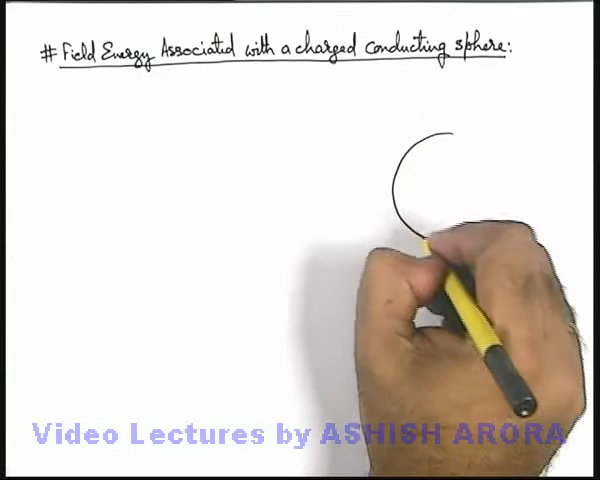 # Field Energy Associated with a charged conducting sphere:
Video Lectures by ASHISH ARORA